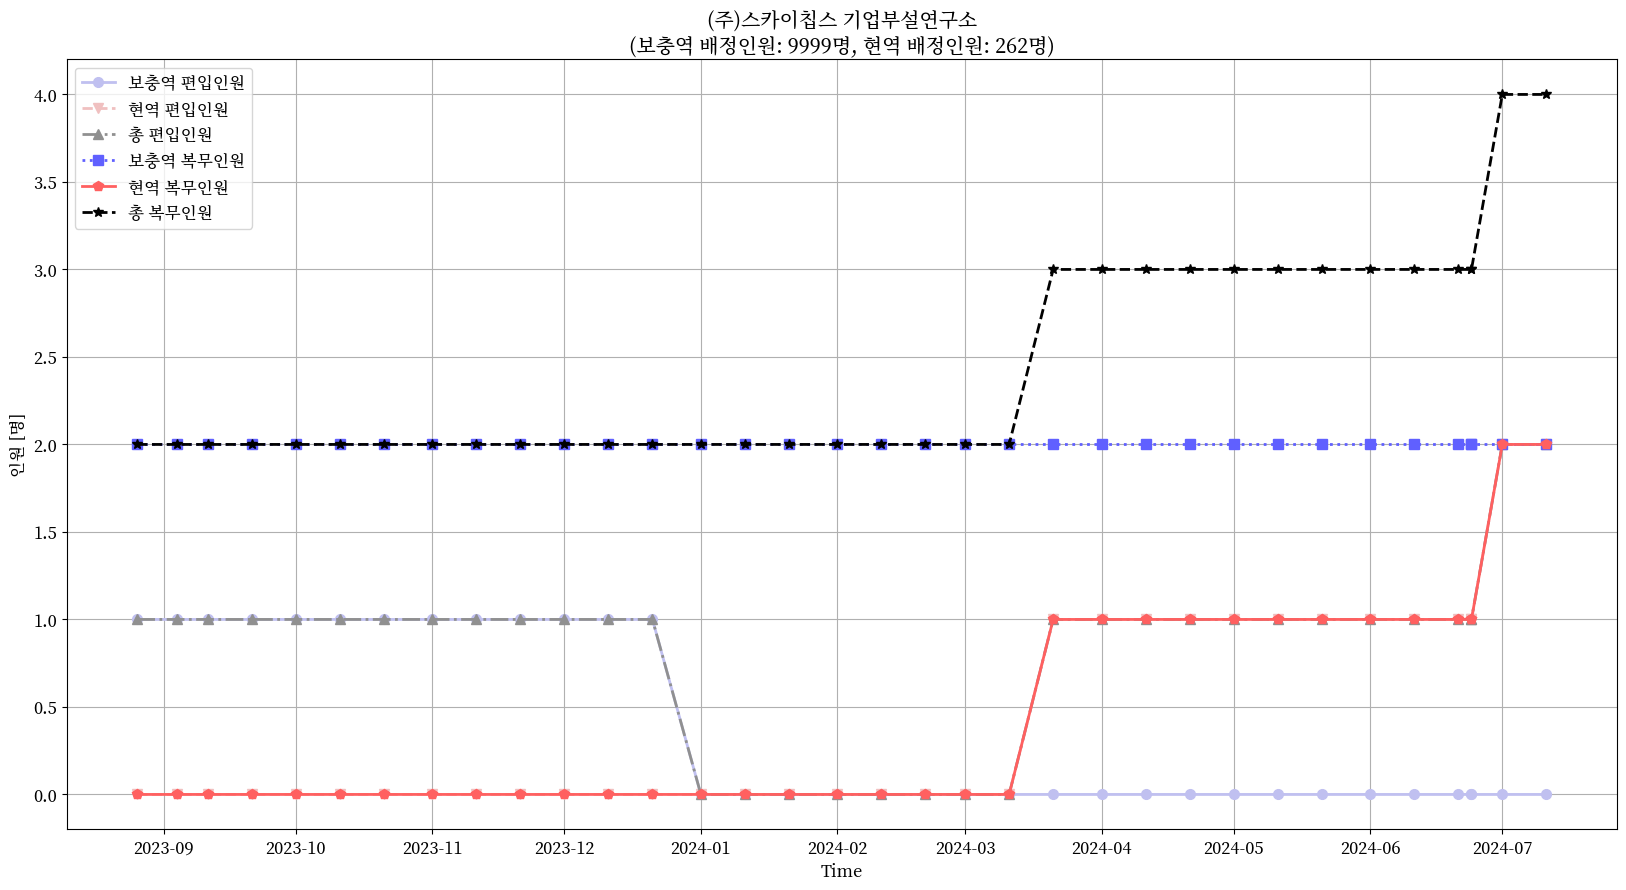 (주)스카이칩스 기업부설연구소
(보충역 배정인원: 9999명, 현역 배정인원: 262명)
보충역 편입인원
현역 편입인원
총 편입인원
보충역 복무인원
현역 복무인원
총 복무인원
4.0
3.5
3.0
2.5
2.0
1.5
1.0
0.5
0.0
인원 [명]
2023-09 2023-10 2023-11 2023-12 2024-01 2024-02 2024-03 2024-04 2024-05 2024-06 2024-07
Time